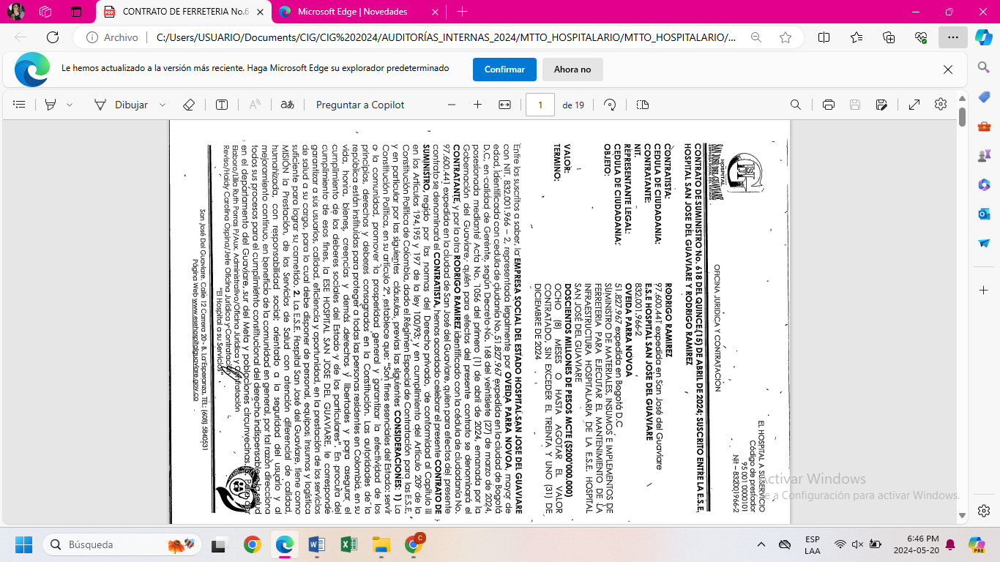 CONTRATO DE FERRETERIA No.6
Microsoft Edge | Novedades
Archivo
C:/Users/USUARIO/Documents/CIG/CIG%202024/AUDITORÍAS_INTERNAS_2024/MTTO_HOSPITALARIO/MTTO_HOSPITALARIO/...
Le hemos actualizado a la versión más reciente. Haga Microsoft Edge su explorador predeterminado
Confirmar
Ahora no
Dibujar
Preguntar a Copilot
1
de 19
HOSPITAL
SAN JOSE DEL GUAVIARE
EMPRESA SOCIAL DEL ESTADO
OFICINA JURIDICA Y CONTRATACIÓN
EL HOSPITAL A SU SERVICIO
Código de prestador
95 001 0000101
Nit – 832001966-2
CONTRATO DE SUMINISTRO No. 618 DEL QUINCE (15) DE ABRIL DE 2024; SUSCRITO ENTRE LA E.S.E.
HOSPITAL SAN JOSE DEL GUAVIARE Y RODRIGO RAMIREZ
CONTRATISTA: RODRIGO RAMIREZ
CEDULA DE CIUDADANIA: 97.600.441 expedida en San José del Guaviare
CONTRATANTE: E.S.E HOSPITAL SAN JOSE DEL GUAVIARE
NIT. 832.001.966-2
REPRESENTANTE LEGAL: OVEIDA PARRA NOVOA
CEDULA DE CIUDADANIA: 51.827.967 expedida en Bogotá D.C
OBJETO: SUMINISTRO DE MATERIALES, INSUMOS E IMPLEMENTOS DE
FERRETERIA PARA EJECUTAR EL MANTENIMIENTO DE LA
INFRAESTRUCTURA HOSPITALARIA DE LA E.S.E. HOSPITAL
SAN JOSÉ DEL GUAVIARE
VALOR: DOSCIENTOS MILLONES DE PESOS MCTE ($200'000.000)
TERMINO: OCHO (8) MESES O HASTA AGOTAR EL VALOR
CONTRATADO, SIN EXCEDER EL TREINTA Y UNO (31) DE
DICIEMBRE DE 2024
Entre los suscritos a saber, la EMPRESA SOCIAL DEL ESTADO HOSPITAL SAN JOSE DEL GUAVIARE
con NIT. 832.001.966 – 2, representada legalmente por OVEIDA PARRA NOVOA, mayor de
edad, identificada con cedula de ciudania No. 51.827.967 expedida en la ciudad de Bogotá
D.C, en calidad de Gerente, según Decreto No. 168 del veintisiete (27) de marzo de 2024,
posesionada mediante Acta No. 1056 del primero (1) de abril de 2024, emanada por la
Gobernación del Guaviare, quién para efectos del presente contrato se denominará el
CONTRATANTE, y por la otra RODRIGO RAMIREZ identificado con la cédula de ciudadanía No.
97.600.441 expedida en la ciudad de San Jose del Guaviare, quien para efectos del presente
contrato se denominará el CONTRATISTA, hemos acordado celebrar el presente CONTRATO DE
SUMINISTRO, regido por las normas del Derecho privado, de conformidad al Capítulo III
en los Artículos 194,195 y 197 de la ley 100/93; y en cumplimiento del Artículo 209 de la
Constitución Política de Colombia, dado el Régimen Especial de Contratación para las E.S.E,
y en particular por las siguientes cláusulas, previas las siguientes CONSIDERACIONES: 1) La
Constitución Política, en su artículo 2º, establece que: "Son fines esenciales del Estado: servir
a la comunidad, promover la prosperidad general y garantizar la efectividad de los
principios, derechos y deberes consagrados en la Constitución. Las autoridades de la
república están instituidas para proteger a todas las personas residentes en Colombia, en su
vida, honra, bienes, creencias y demás derechos y libertades y para asegurar, el
cumplimiento de los deberes sociales del Estado y de los particulares". En procura del
cumplimiento de esos fines, la ESE HOSPITAL SAN JOSE DEL GUAVIARE, le corresponde
garantizar a sus usuarios, calidad, eficiencia y oportunidad, en la prestación de los servicios
de salud a su cargo, para lo cual debe disponer de personal, equipos; insumos y logística
suficiente para lograr su cometido. 2. La E.S.E. Hospital San José del Guaviare, tiene como
MISIÓN la Prestación, de los Servicios de Salud con atención diferencial de calidad,
humanizada, con responsabilidad social; orientado a la seguridad del usuario y al
mejoramiento continuo, en beneficio de la comunidad en general, por tal razón direcciona
todos sus procesos para el cumplimiento constitucional del derecho indispensable a la salud
en el departamento del Guaviare, sur del Meta y poblaciones circunvecinas.
Elaboro/Lilia Ruth Porras P/Aux. Administrativo/Oficina Jurídica y Contratación
Reviso/Haidy Carolina Ospina/Jefe Oficina Jurídica y Contratación
"El Hospital a su Servicios"
San José Del Guaviare, Calle 12 Carrera 20 - B, La Esperanza, TEL: (608) 5840531
Página Web www.esehospitalguaviare.gov.co
Activar Windows
Ve a Configuración para activar Windows.
Búsqueda
ESP
LAA
6:46 PM
2024-05-20
PRE